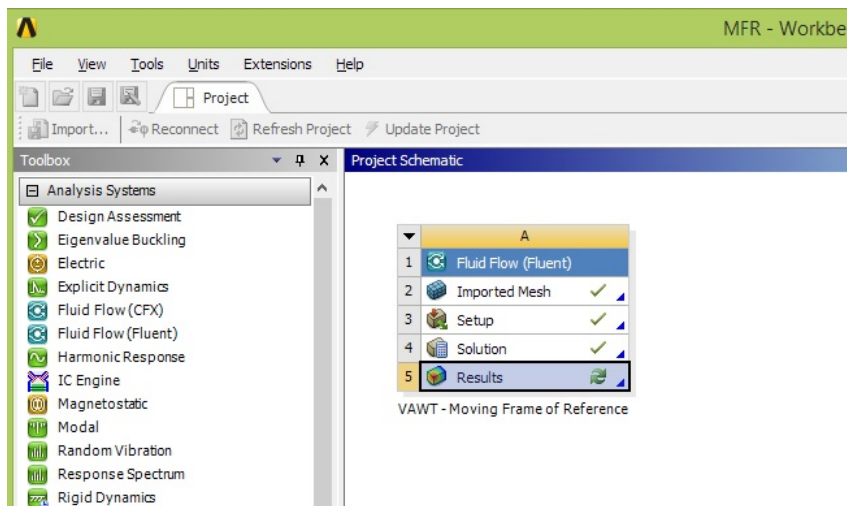 MFR - Workbe
File View Tools Units Extensions Help
Project
Import... Reconnect Refresh Project Update Project
Toolbox
Project Schematic
Analysis Systems
Design Assessment
Eigenvalue Buckling
Electric
Explicit Dynamics
Fluid Flow (CFX)
Fluid Flow (Fluent)
Harmonic Response
IC Engine
Magnetostatic
Modal
Random Vibration
Response Spectrum
Rigid Dynamics
A
1 Fluid Flow (Fluent)
2 Imported Mesh
3 Setup
4 Solution
5 Results
VAWT - Moving Frame of Reference